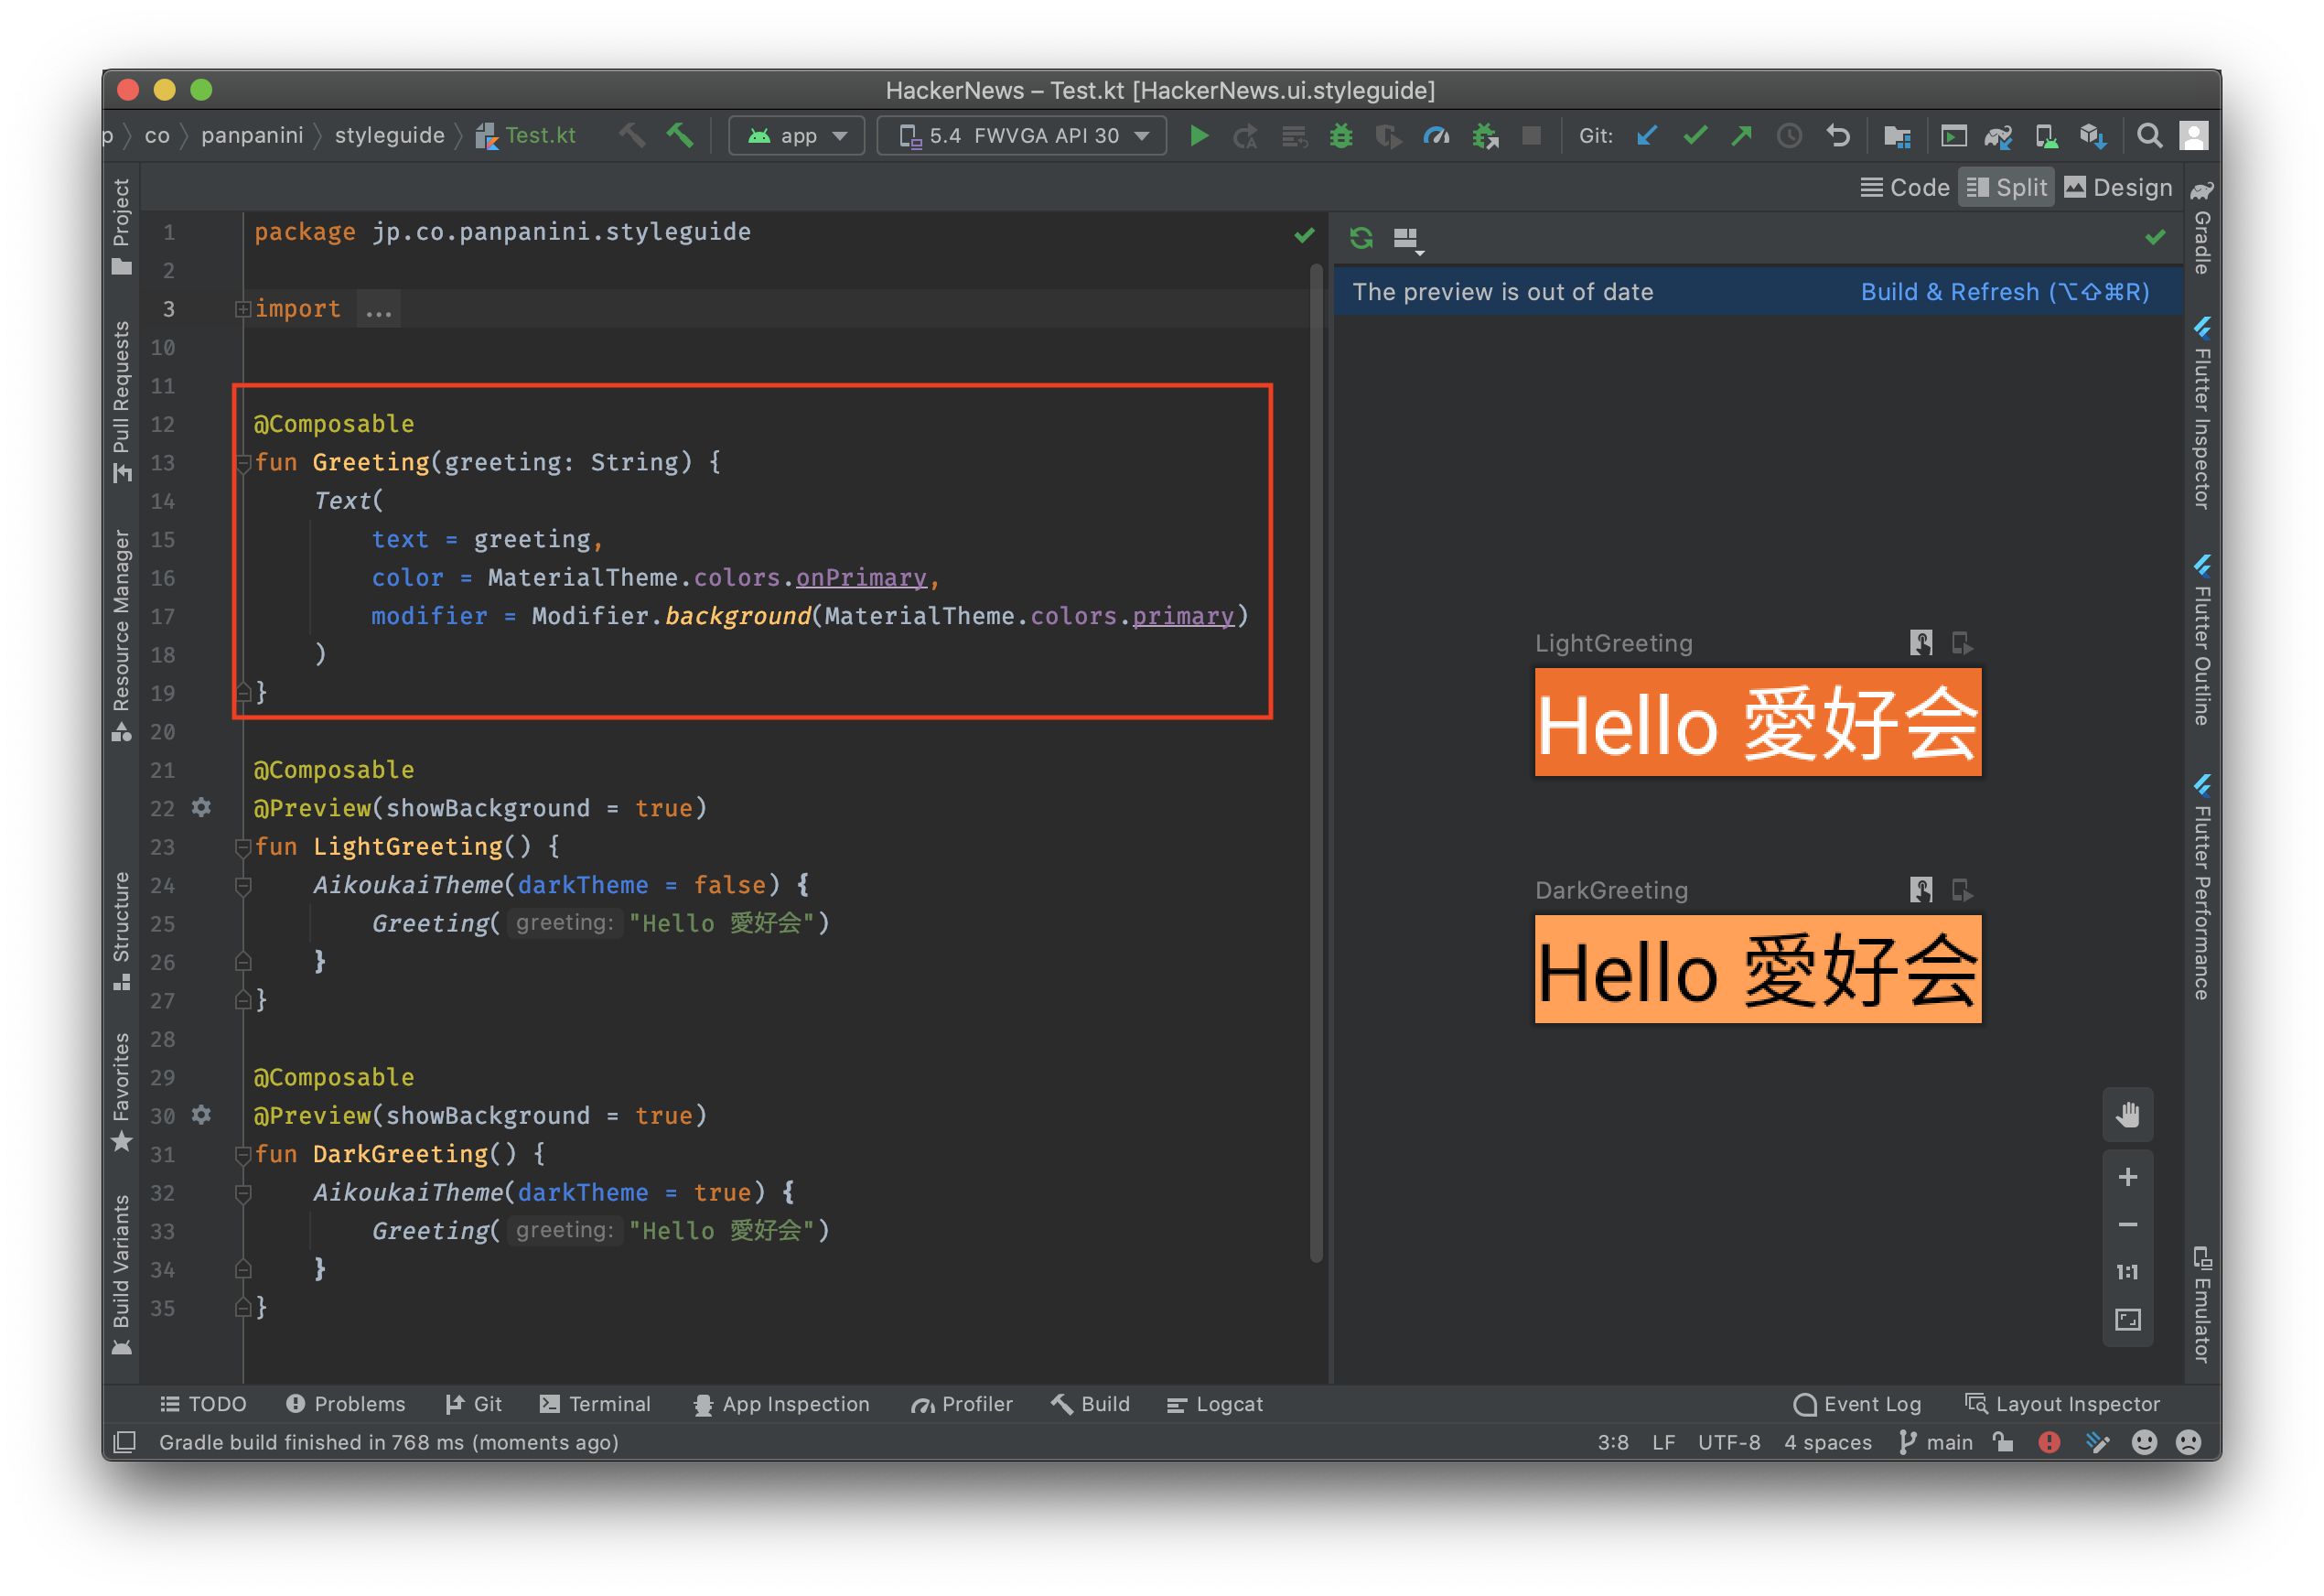 HackerNews – Test.kt [HackerNews.ui.styleguide]
p 〉 co 〉 panpanini 〉 styleguide 〉 Test.kt
app
5.4 FWVGA API 30
Git:
Code
Split
Design
Project
Pull Requests
Resource Manager
Structure
Favorites
Build Variants
1 package jp.co.panpanini.styleguide
2
3 import ...
10
11
12 @Composable
13 fun Greeting(greeting: String) {
14 Text(
15 text = greeting,
16 color = MaterialTheme.colors.onPrimary,
17 modifier = Modifier.background(MaterialTheme.colors.primary)
18 )
19 }
20
21 @Composable
22 @Preview(showBackground = true)
23 fun LightGreeting() {
24 AikoukaiTheme(darkTheme = false) {
25 Greeting( greeting: "Hello 愛好会")
26 }
27 }
28
29 @Composable
30 @Preview(showBackground = true)
31 fun DarkGreeting() {
32 AikoukaiTheme(darkTheme = true) {
33 Greeting( greeting: "Hello 愛好会")
34 }
35 }
The preview is out of date
Build & Refresh (⌥⇧⌘R)
LightGreeting
Hello 愛好会
DarkGreeting
Hello 愛好会
1:1
Gradle
Flutter Inspector
Flutter Outline
Flutter Performance
Emulator
TODO
Problems
Git
Terminal
App Inspection
Profiler
Build
Logcat
Event Log
Layout Inspector
Gradle build finished in 768 ms (moments ago)
3:8
LF
UTF-8
4 spaces
main